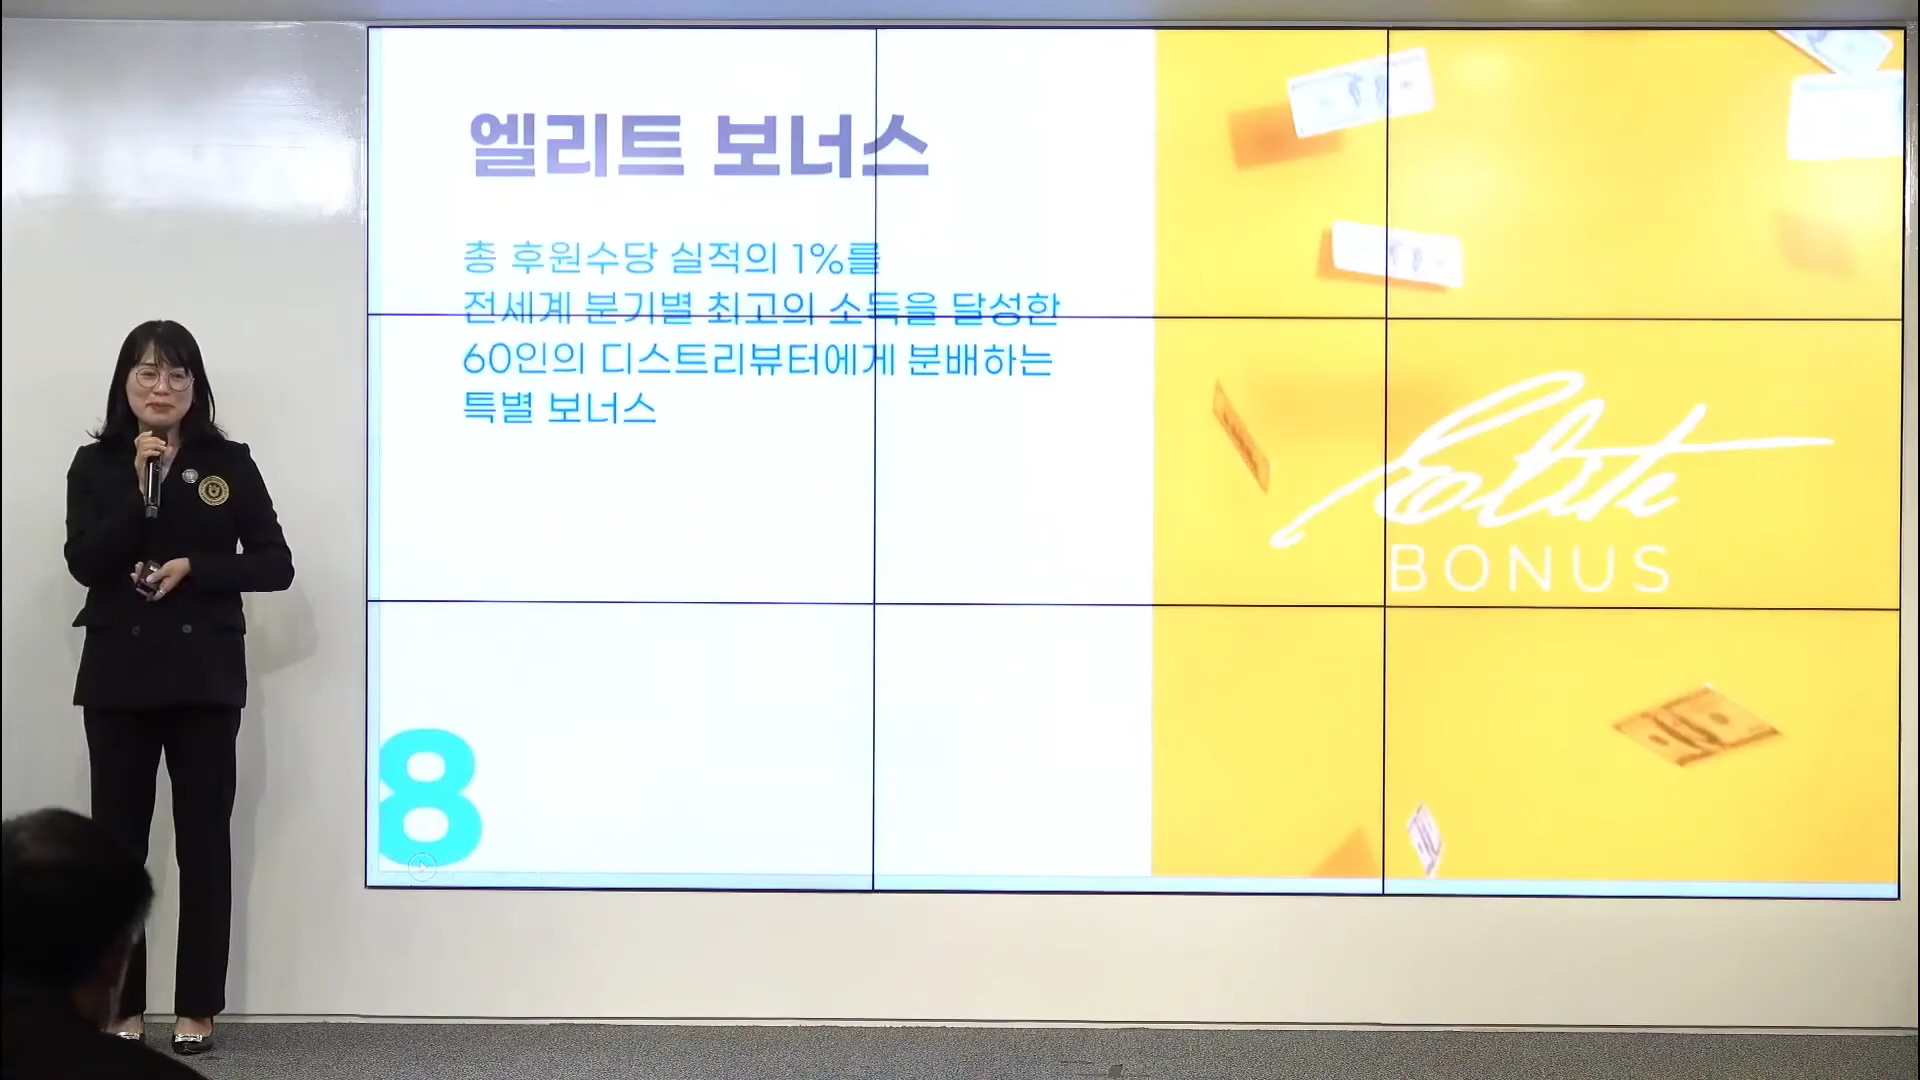 엘리트 보너스
총 후원수당 실적의 1%를
전세계 분기별 최고의 소득을 달성한
60인의 디스트리뷰터에게 분배하는
특별 보너스
Elite
BONUS
8